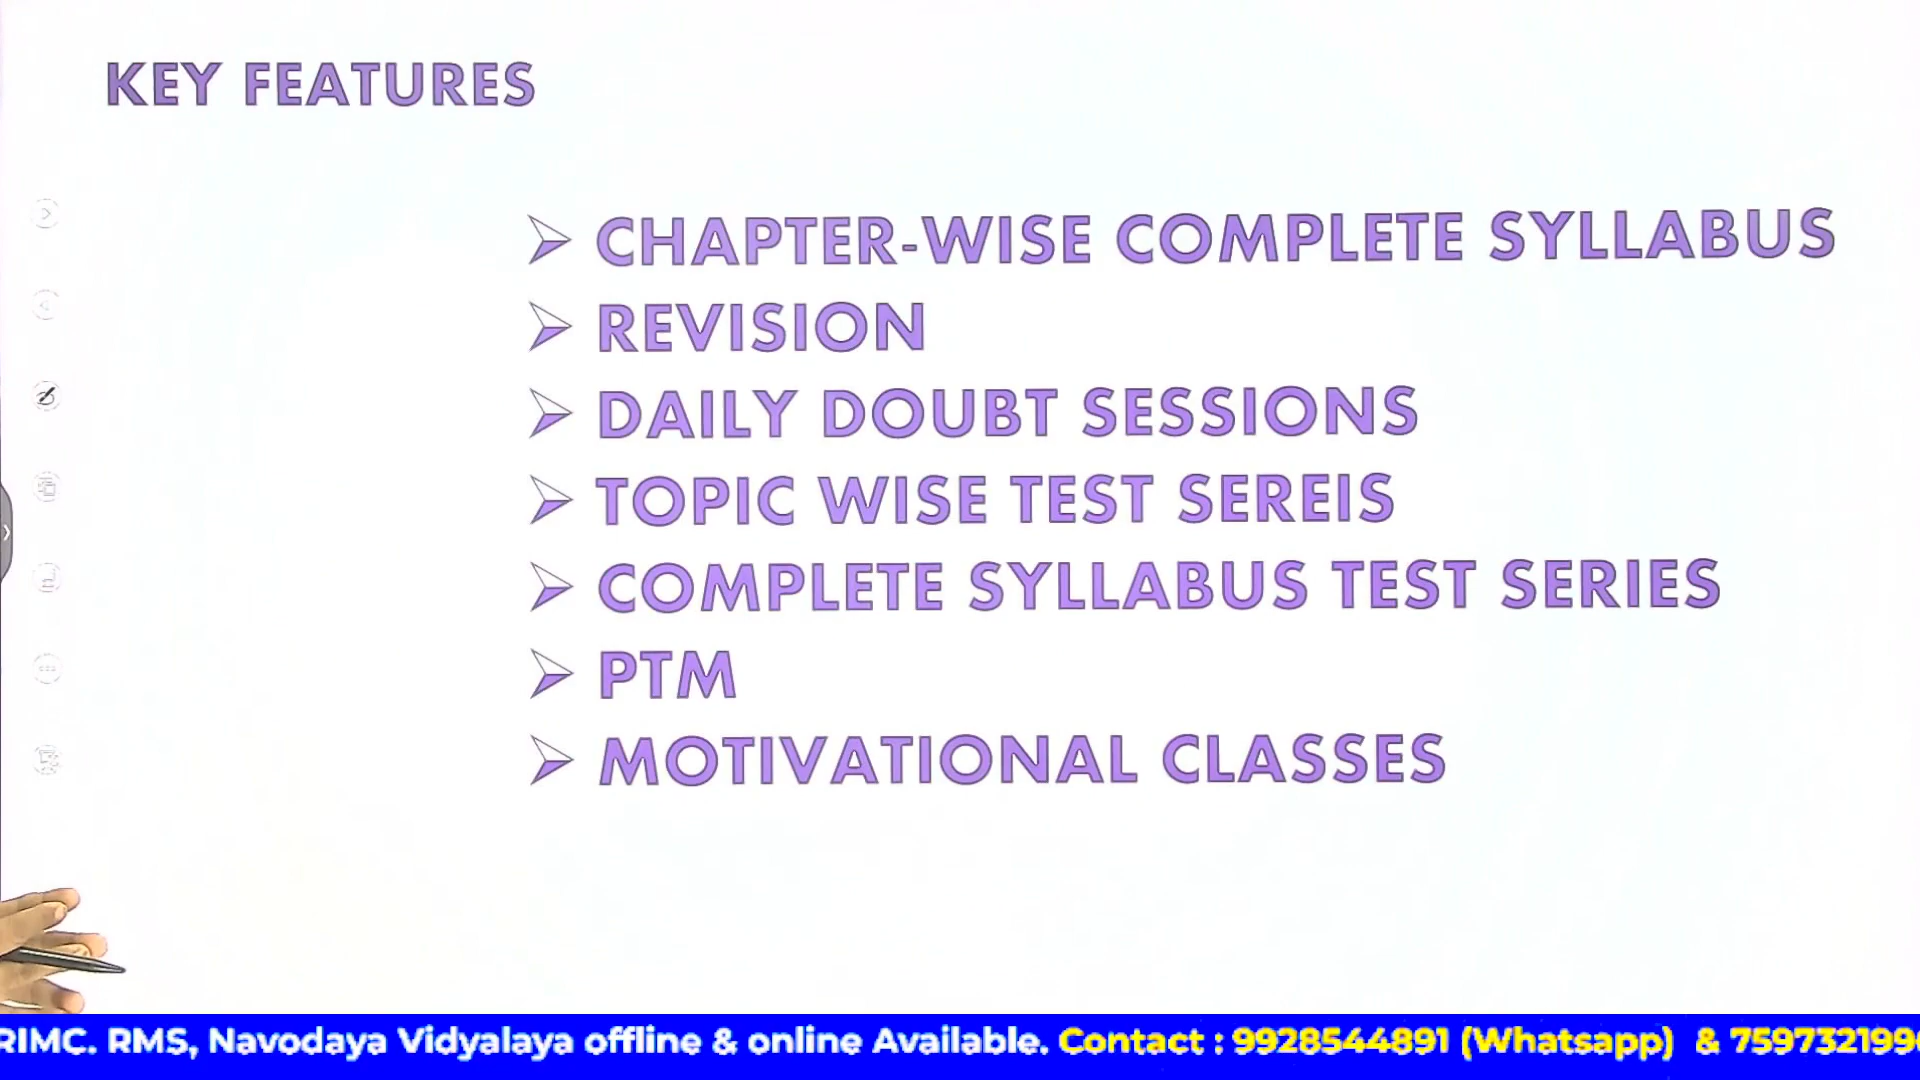 KEY FEATURES
CHAPTER-WISE COMPLETE SYLLABUS
REVISION
DAILY DOUBT SESSIONS
TOPIC WISE TEST SEREIS
COMPLETE SYLLABUS TEST SERIES
PTM
MOTIVATIONAL CLASSES
RIMC. RMS, Navodaya Vidyalaya offline & online Available. Contact : 9928544891 (Whatsapp) &